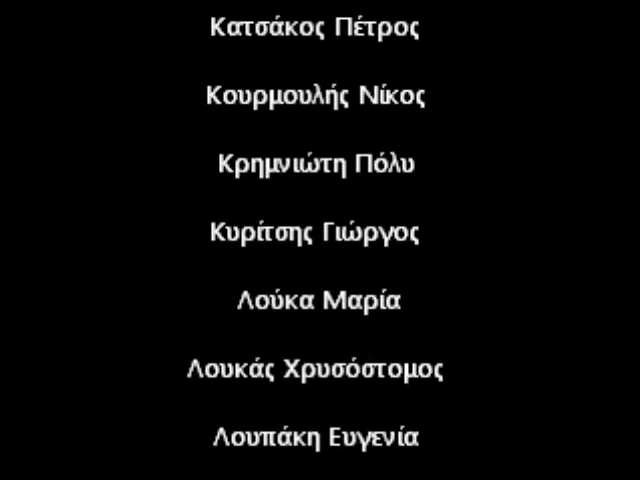 Κατσάκος Πέτρος
Κουρμουλής Νίκος
Κρημνιώτη Πόλυ
Κυρίτσης Γιώργος
Λούκα Μαρία
Λουκάς Χρυσόστομος
Λουπάκη Ευγενία